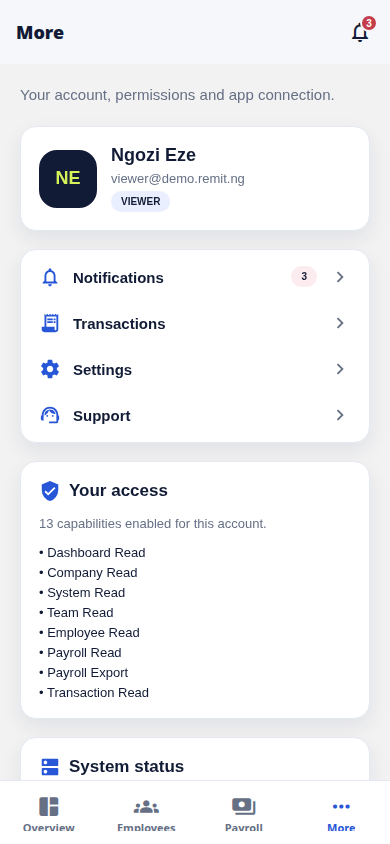 More
3
Your account, permissions and app connection.
NE
Ngozi Eze
viewer@demo.remit.ng
VIEWER
Notifications
3
Transactions
Settings
Support
Your access
13 capabilities enabled for this account.
• Dashboard Read
• Company Read
• System Read
• Team Read
• Employee Read
• Payroll Read
• Payroll Export
• Transaction Read
System status
Overview
Employees
Payroll
More